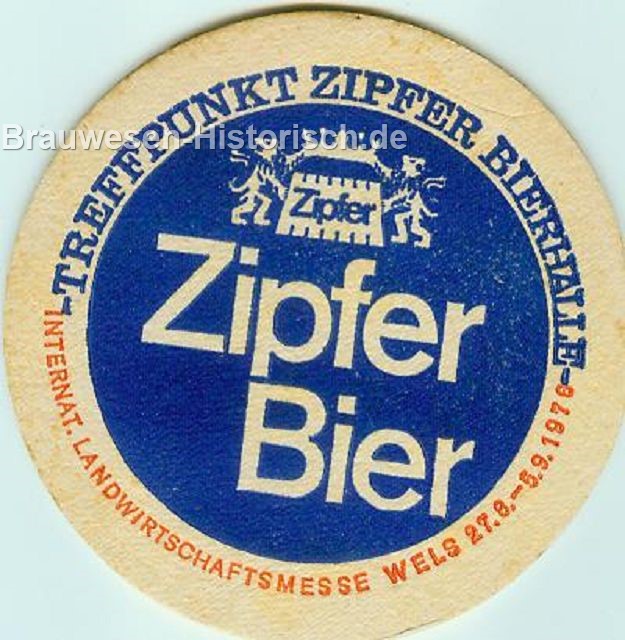 -TREFFPUNKT ZIPFER BIERHALLE-
Brauwesen-Historisch.de
Zipfer
Zipfer
Bier
INTERNAT. LANDWIRTSCHAFTSMESSE WELS 27.8.-5.9.1976